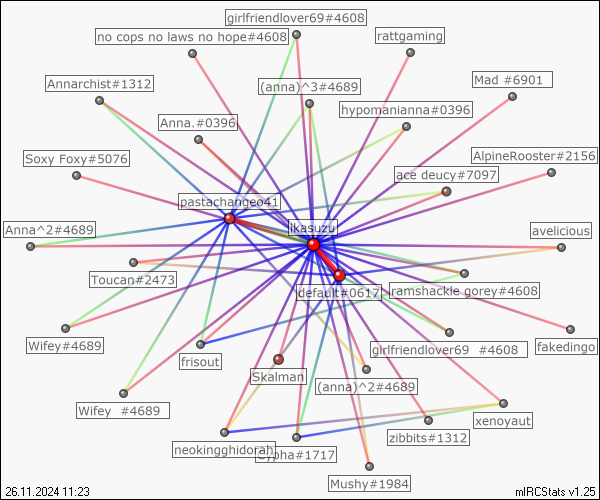 girlfriendlover69#4608
no cops no laws no hope#4608
rattgaming
Annarchist#1312
(anna)^3#4689
Mad #6901
hypomanianna#0396
Anna.#0396
Soxy Foxy#5076
AlpineRooster#2156
ace deucy#7097
pastachangeo41
Anna^2#4689
ikasuzu
avelicious
Toucan#2473
default#0617
ramshackle gorey#4608
Wifey#4689
frisout
girlfriendlover69 #4608
fakedingo
Skalman
(anna)^2#4689
Wifey #4689
xenoyaut
neokingghidorah
Cypha#1717
zibbits#1312
Mushy#1984
26.11.2024 11:23
mIRCStats v1.25